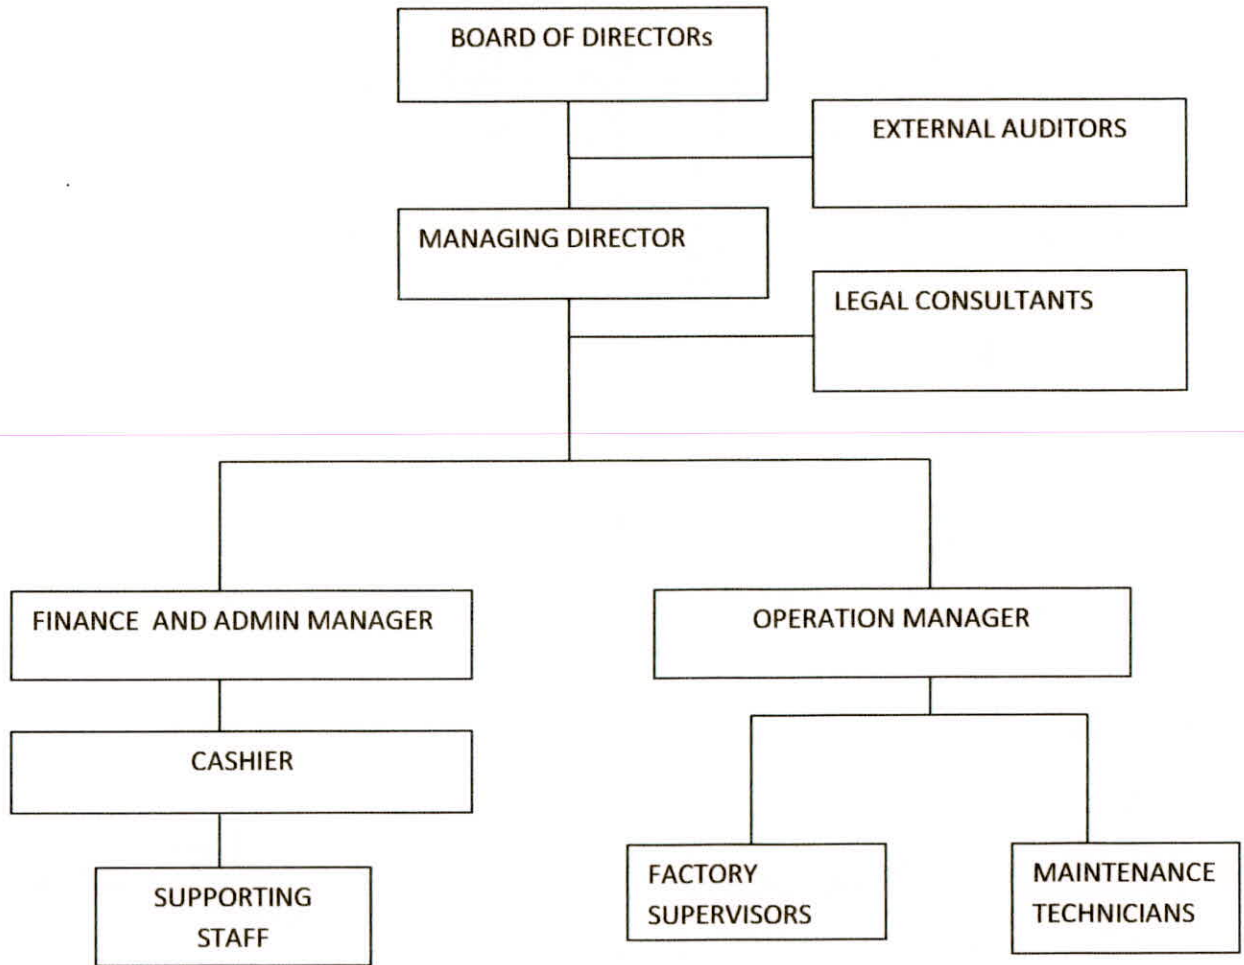 BOARD OF DIRECTORs
EXTERNAL AUDITORS
MANAGING DIRECTOR
LEGAL CONSULTANTS
FINANCE AND ADMIN MANAGER
OPERATION MANAGER
CASHIER
SUPPORTING
STAFF
FACTORY
SUPERVISORS
MAINTENANCE
TECHNICIANS